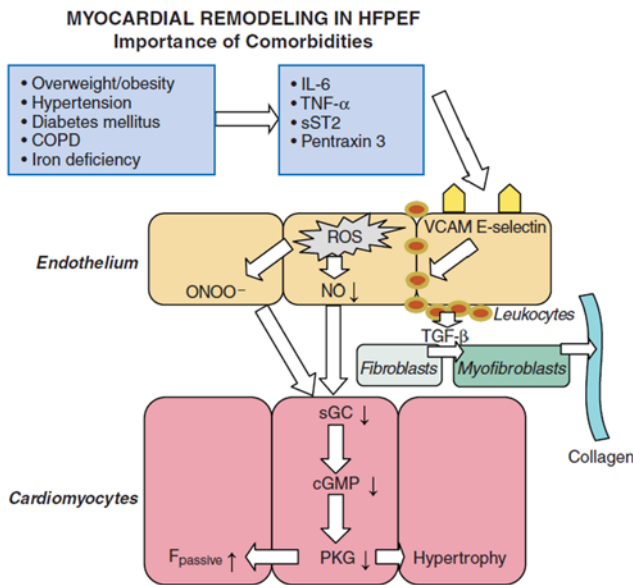 MYOCARDIAL REMODELING IN HFPEF
Importance of Comorbidities
• Overweight/obesity
• Hypertension
• Diabetes mellitus
• COPD
• Iron deficiency
• IL-6
• TNF-α
• sST2
• Pentraxin 3
ROS
VCAM E-selectin
Endothelium
ONOO⁻
NO ↓
Leukocytes
TGF-β
Fibroblasts
Myofibroblasts
Collagen
sGC ↓
cGMP ↓
Cardiomyocytes
Fpassive ↑
PKG ↓
Hypertrophy